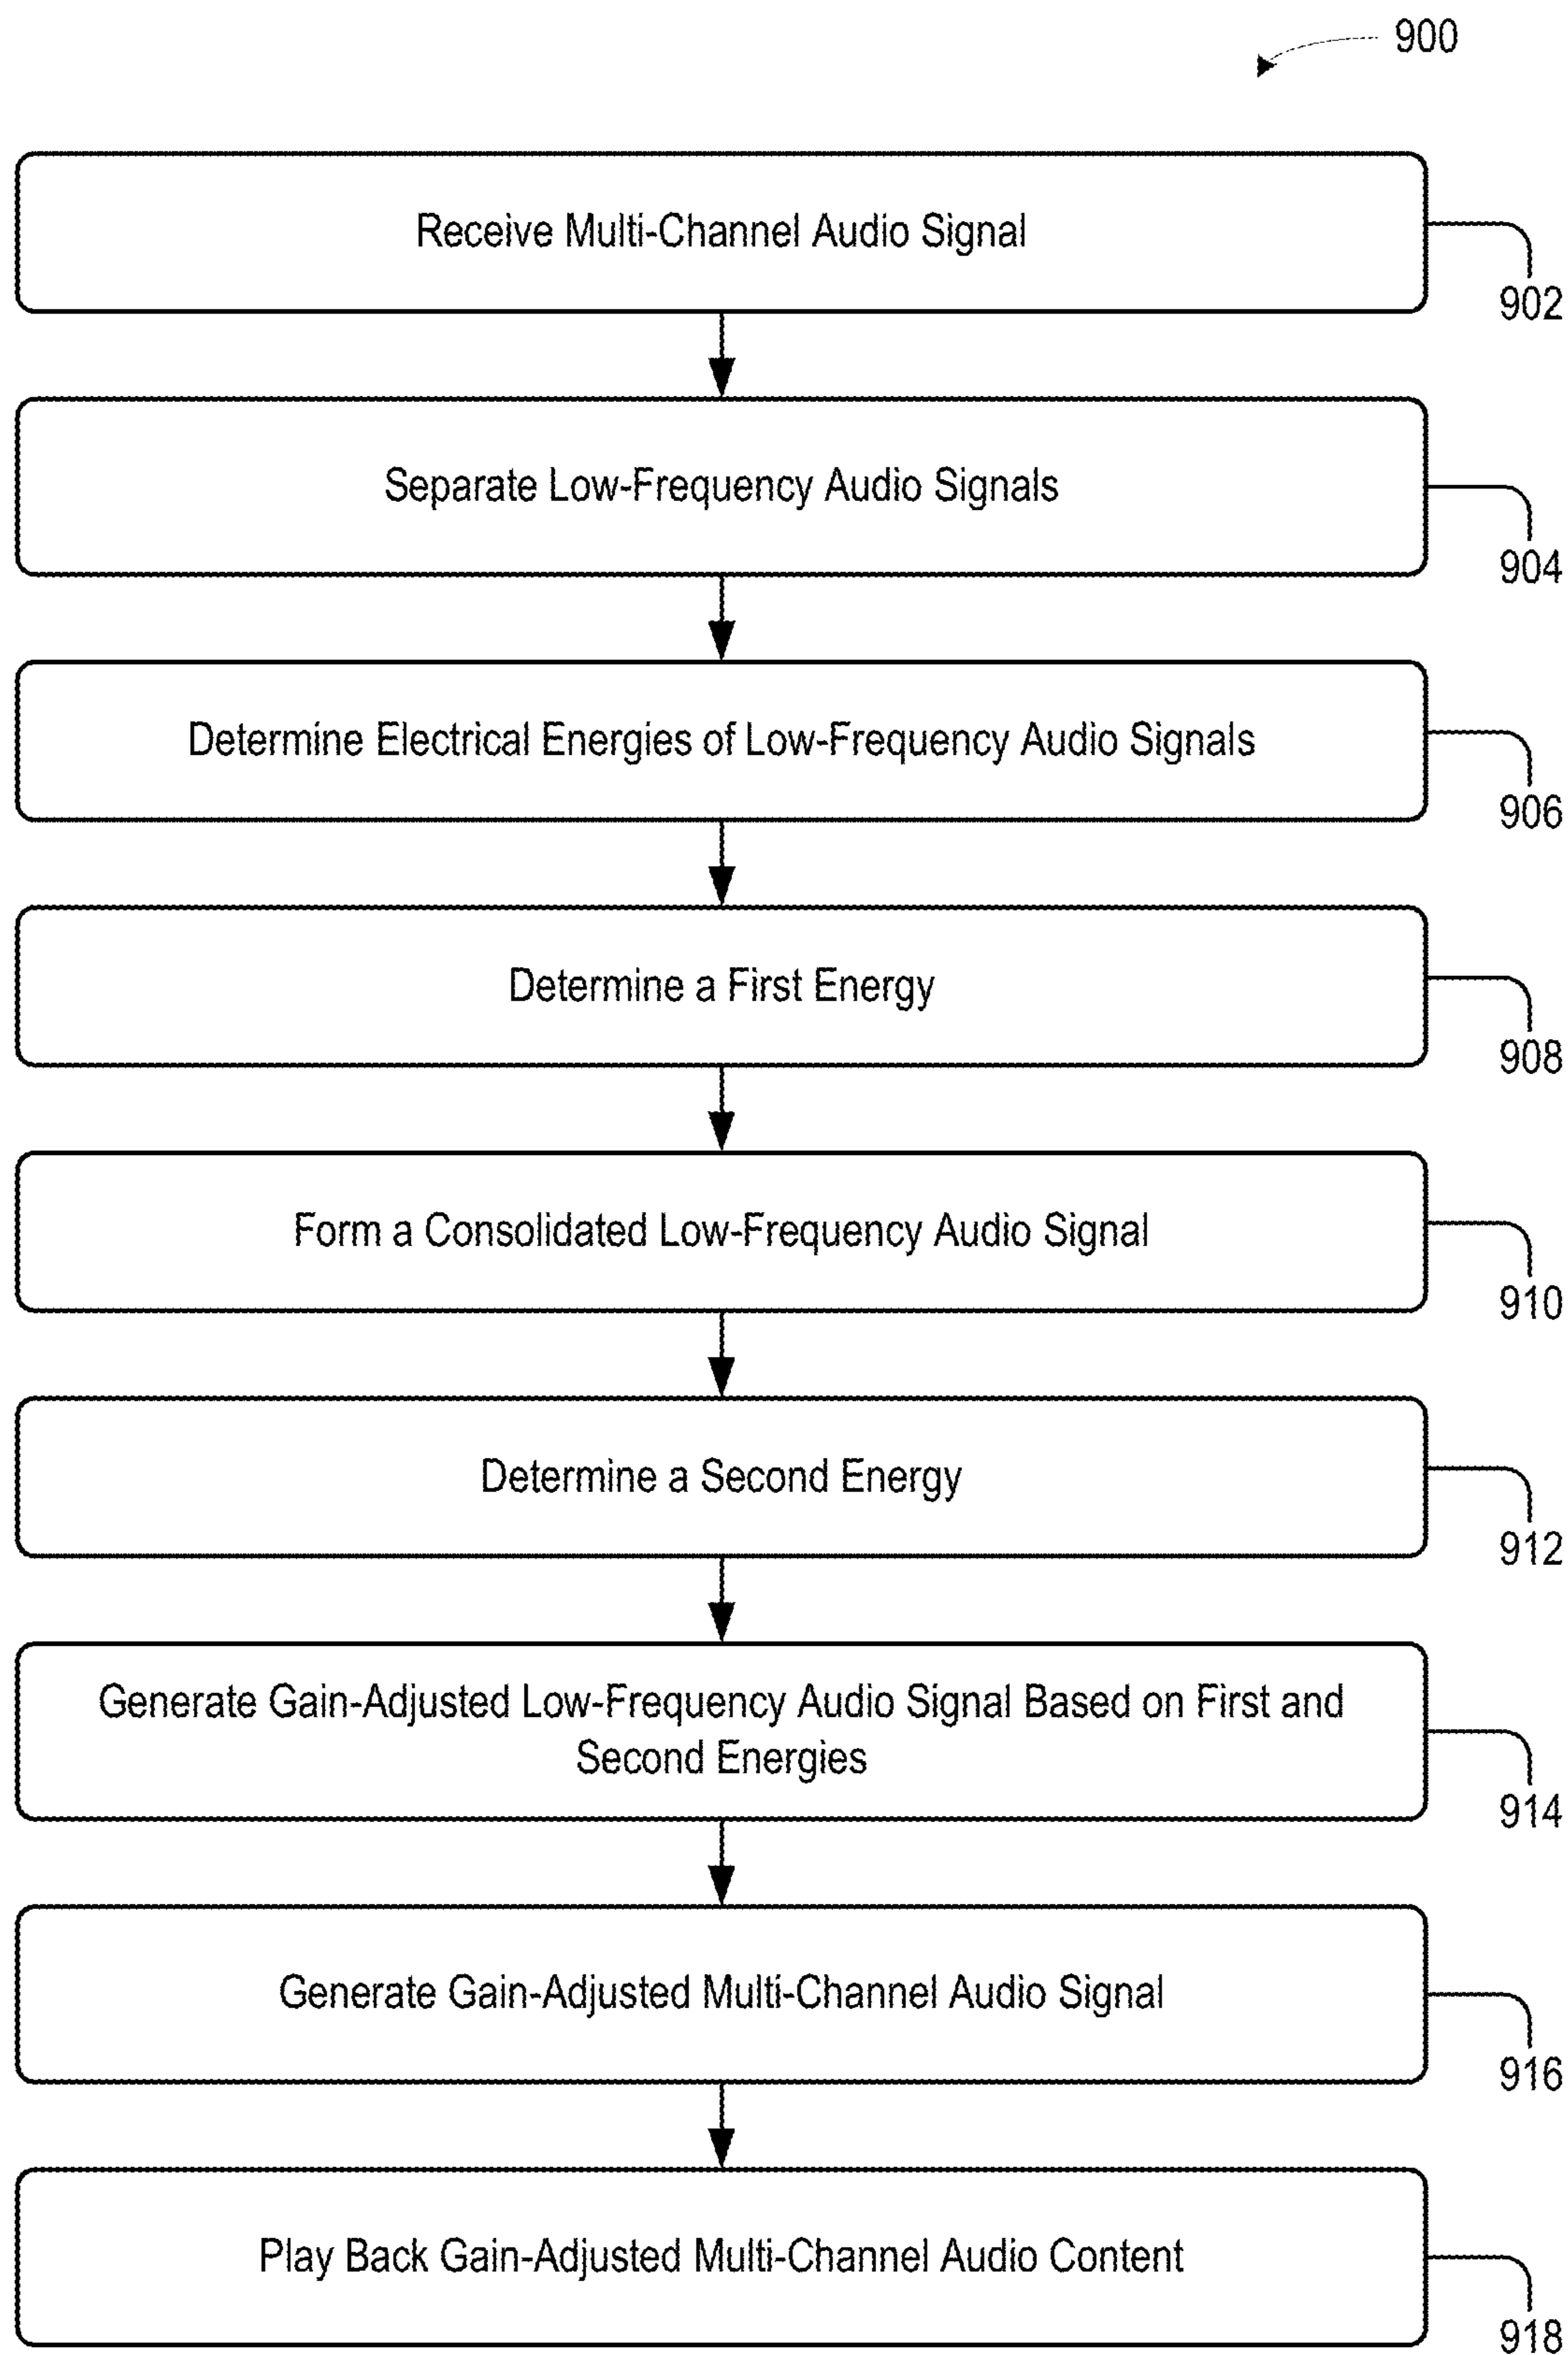 900
Receive Multi-Channel Audio Signal
902
Separate Low-Frequency Audio Signals
904
Determine Electrical Energies of Low-Frequency Audio Signals
906
Determine a First Energy
908
Form a Consolidated Low-Frequency Audio Signal
910
Determine a Second Energy
912
Generate Gain-Adjusted Low-Frequency Audio Signal Based on First and
Second Energies
914
Generate Gain-Adjusted Multi-Channel Audio Signal
916
Play Back Gain-Adjusted Multi-Channel Audio Content
918